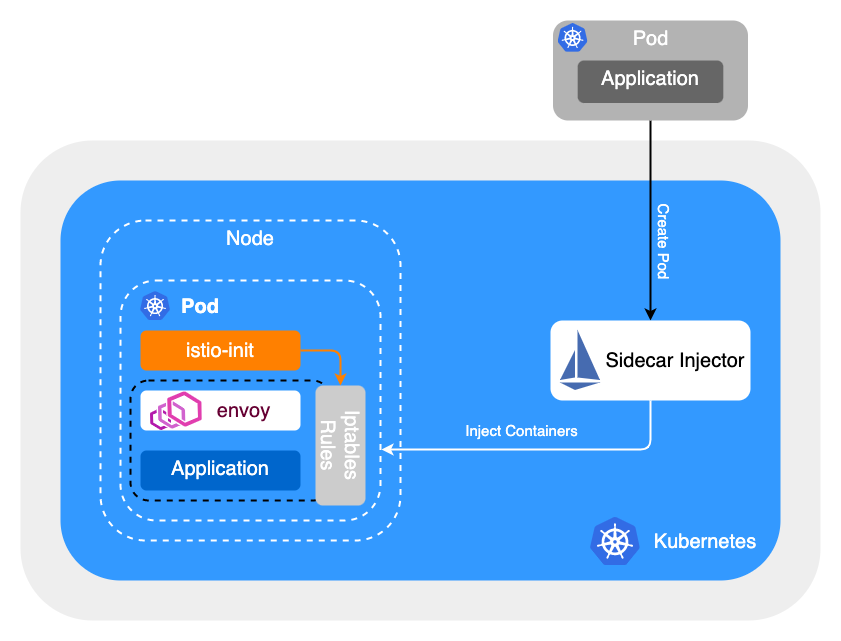 Pod
Application
Create Pod
Node
Pod
istio-init
envoy
Application
Iptables
Rules
Sidecar Injector
Inject Containers
Kubernetes